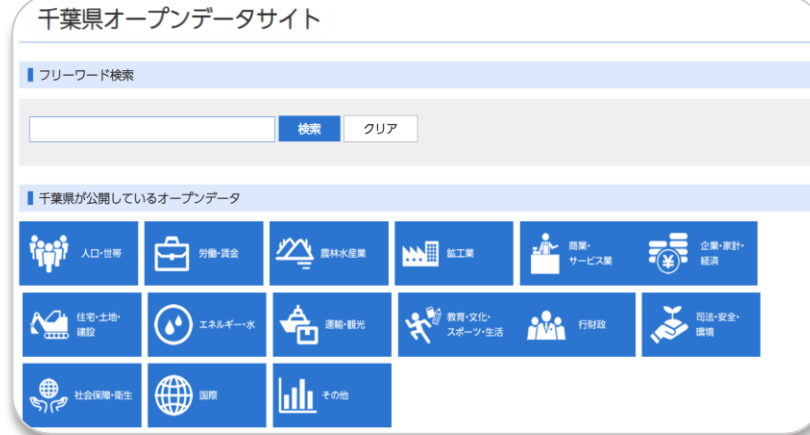 千葉県オープンデータサイト
フリーワード検索
検索 クリア
千葉県が公開しているオープンデータ
人口・世帯
労働・賃金
農林水産業
鉱工業
商業・
サービス業
企業・家計・
経済
住宅・土地・
建設
エネルギー・水
運輸・観光
教育・文化・
スポーツ・生活
行財政
司法・安全・
環境
社会保障・衛生
国際
その他